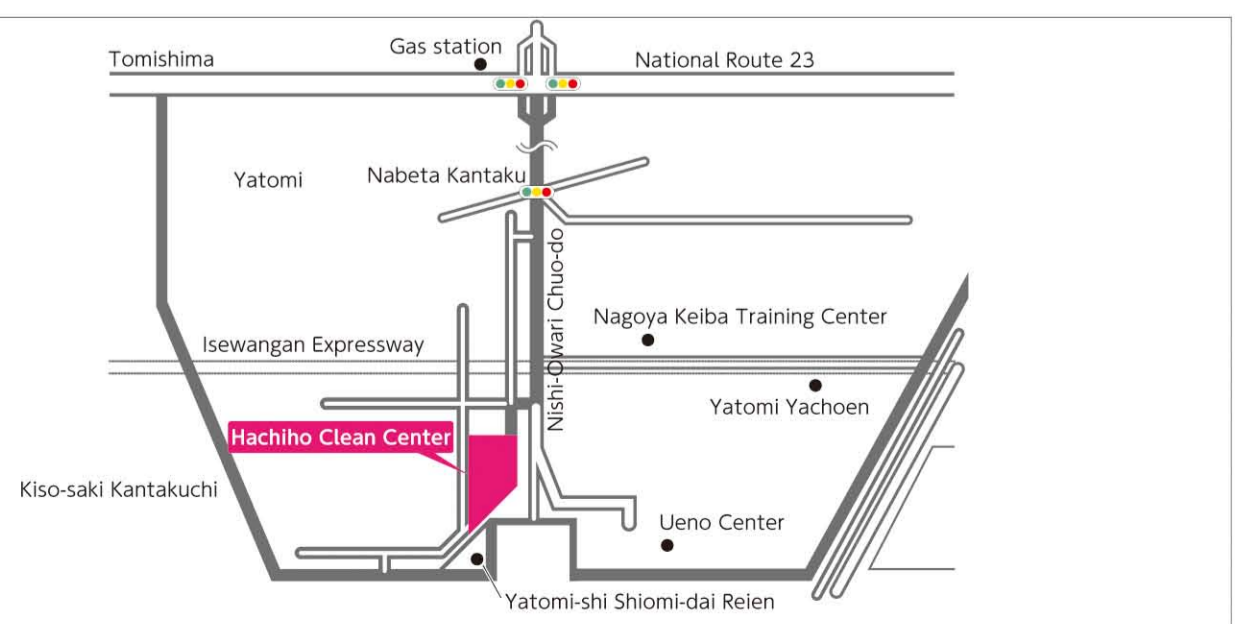 Gas station
Tomishima
National Route 23
Yatomi
Nabeta Kantaku
Nishi-Owari Chuo-do
Nagoya Keiba Training Center
Isewangan Expressway
Yatomi Yachoen
Hachiho Clean Center
Kiso-saki Kantakuchi
Ueno Center
Yatomi-shi Shiomi-dai Reien